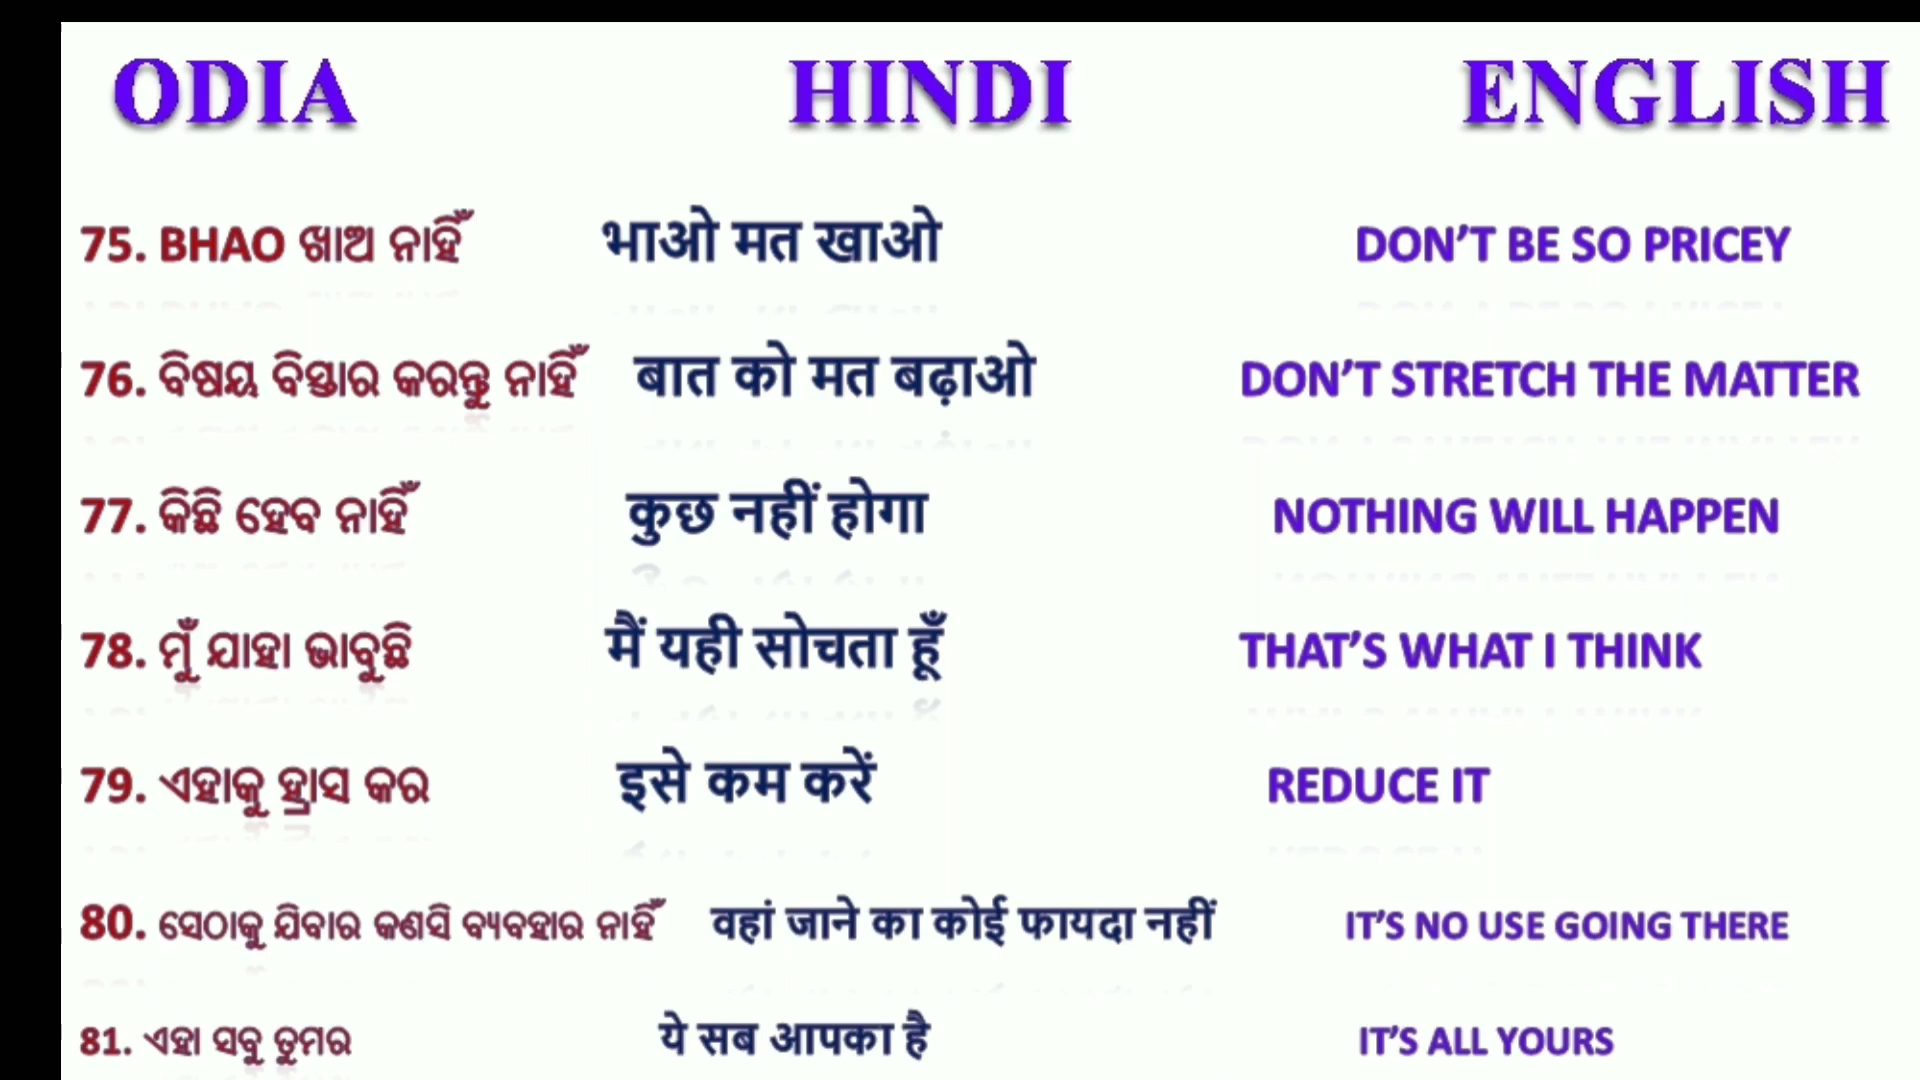 ODIA HINDI ENGLISH
75. BHAO ଖାଅ ନାହିଁ भाओ मत खाओ DON'T BE SO PRICEY
76. ବିଷୟ ବିସ୍ତାର କରନ୍ତୁ ନାହିଁ बात को मत बढ़ाओ DON'T STRETCH THE MATTER
77. କିଛି ହେବ ନାହିଁ कुछ नहीं होगा NOTHING WILL HAPPEN
78. ମୁଁ ଯାହା ଭାବୁଛି मैं यही सोचता हूँ THAT'S WHAT I THINK
79. ଏହାକୁ ହ୍ରାସ କର इसे कम करें REDUCE IT
80. ସେଠାକୁ ଯିବାର କଣସି ବ୍ୟବହାର ନାହିଁ वहां जाने का कोई फायदा नहीं IT'S NO USE GOING THERE
81. ଏହା ସବୁ ତୁମର ये सब आपका है IT'S ALL YOURS